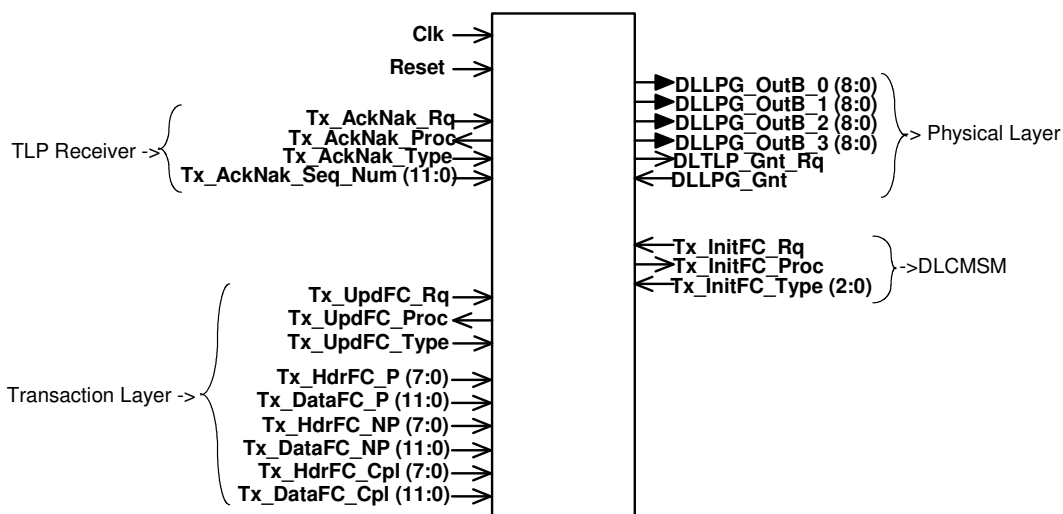 Clk
Reset
TLP Receiver ->
Tx_AckNak_Rq
Tx_AckNak_Proc
Tx_AckNak_Type
Tx_AckNak_Seq_Num (11:0)
Transaction Layer ->
Tx_UpdFC_Rq
Tx_UpdFC_Proc
Tx_UpdFC_Type
Tx_HdrFC_P (7:0)
Tx_DataFC_P (11:0)
Tx_HdrFC_NP (7:0)
Tx_DataFC_NP (11:0)
Tx_HdrFC_Cpl (7:0)
Tx_DataFC_Cpl (11:0)
DLLPG_OutB_0 (8:0)
DLLPG_OutB_1 (8:0)
DLLPG_OutB_2 (8:0)
DLLPG_OutB_3 (8:0)
DLTLP_Gnt_Rq
DLLPG_Gnt
-> Physical Layer
Tx_InitFC_Rq
Tx_InitFC_Proc
Tx_InitFC_Type (2:0)
->DLCMSM